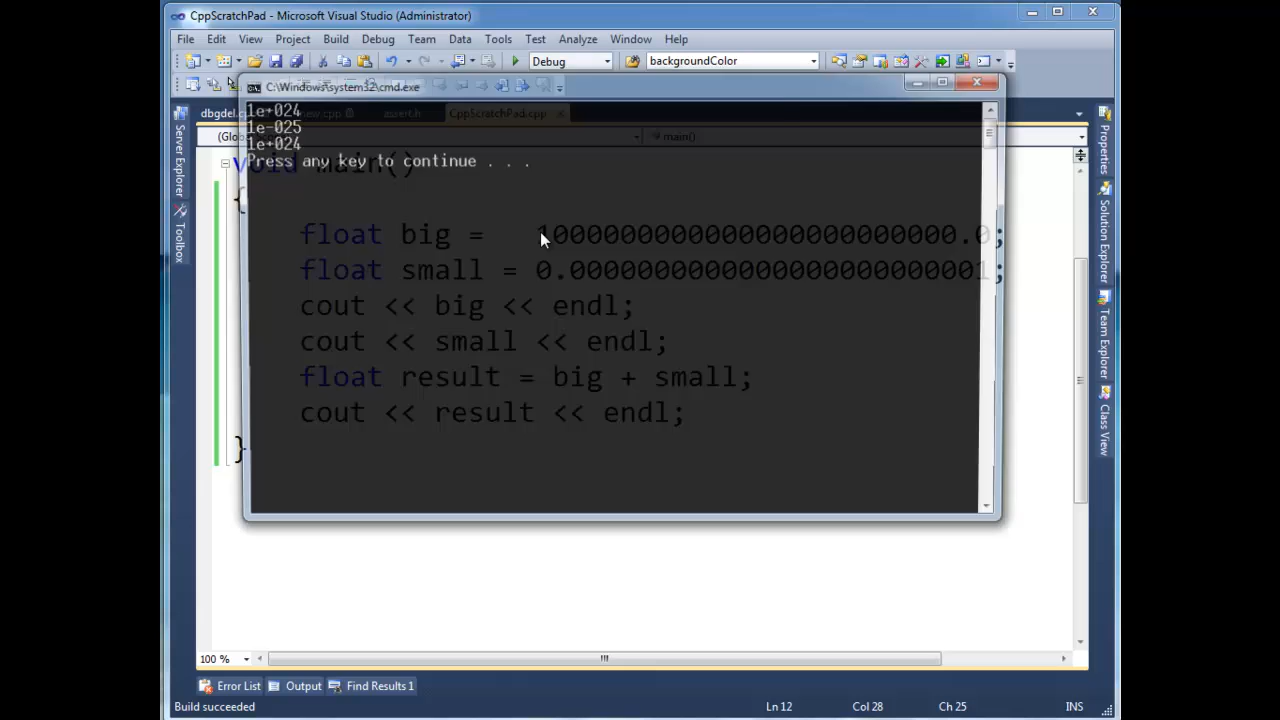 CppScratchPad - Microsoft Visual Studio (Administrator)
File Edit View Project Build Debug Team Data Tools Test Analyze Window Help
Debug backgroundColor
C:\Windows\system32\cmd.exe
CppScratchPad.cpp
main()
1e+024
1e-025
1e+024
Press any key to continue . . .
void main()
{
float big = 1000000000000000000000000.0;
float small = 0.0000000000000000000000001;
cout << big << endl;
cout << small << endl;
float result = big + small;
cout << result << endl;
}
Server Explorer
Toolbox
Properties
Solution Explorer
Team Explorer
Class View
100 %
Error List Output Find Results 1
Build succeeded Ln 12 Col 28 Ch 25 INS